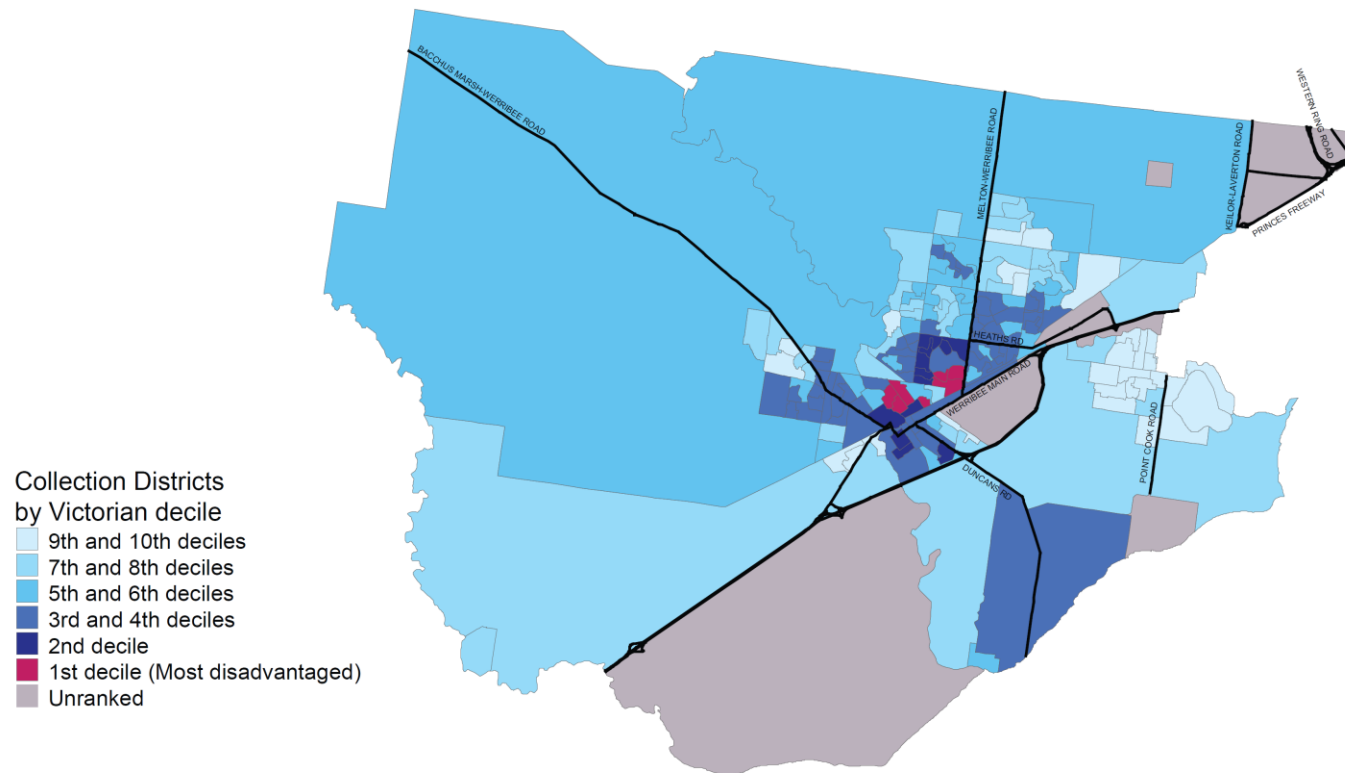 BACCHUS MARSH-WERRIBEE ROAD
MELTON-WERRIBEE ROAD
WESTERN RING ROAD
KEILOR-LAVERTON ROAD
PRINCES FREEWAY
HEATHS RD
WERRIBEE MAIN ROAD
POINT COOK ROAD
DUNCANS RD
Collection Districts
by Victorian decile
9th and 10th deciles
7th and 8th deciles
5th and 6th deciles
3rd and 4th deciles
2nd decile
1st decile (Most disadvantaged)
Unranked